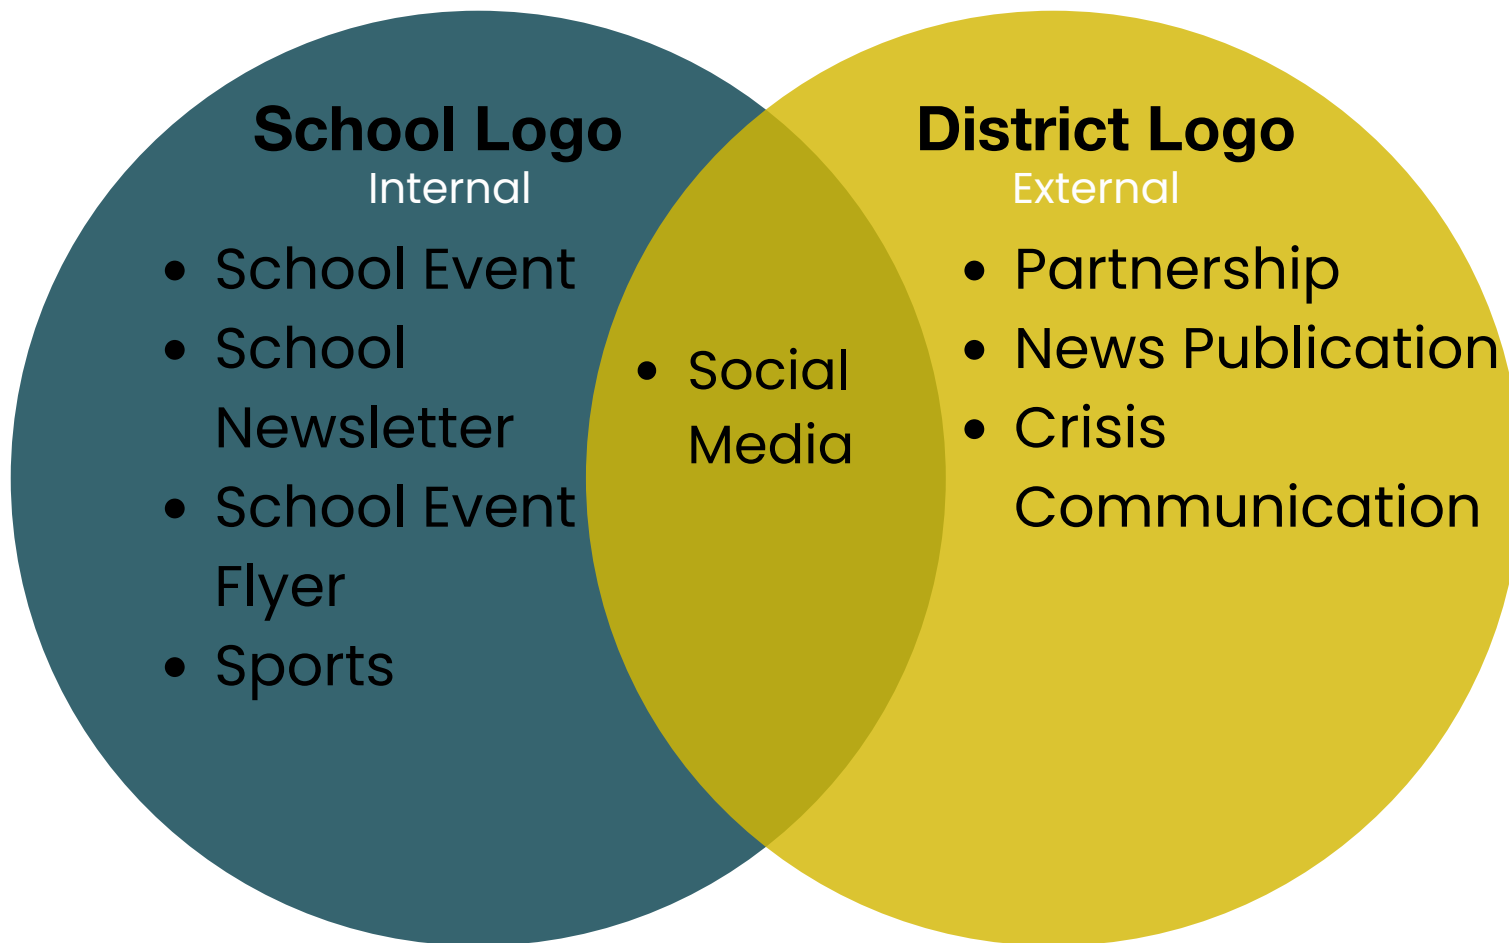 School Logo
Internal
• School Event
• School
Newsletter
• School Event
Flyer
• Sports
• Social
Media
District Logo
External
• Partnership
• News Publication
• Crisis
Communication